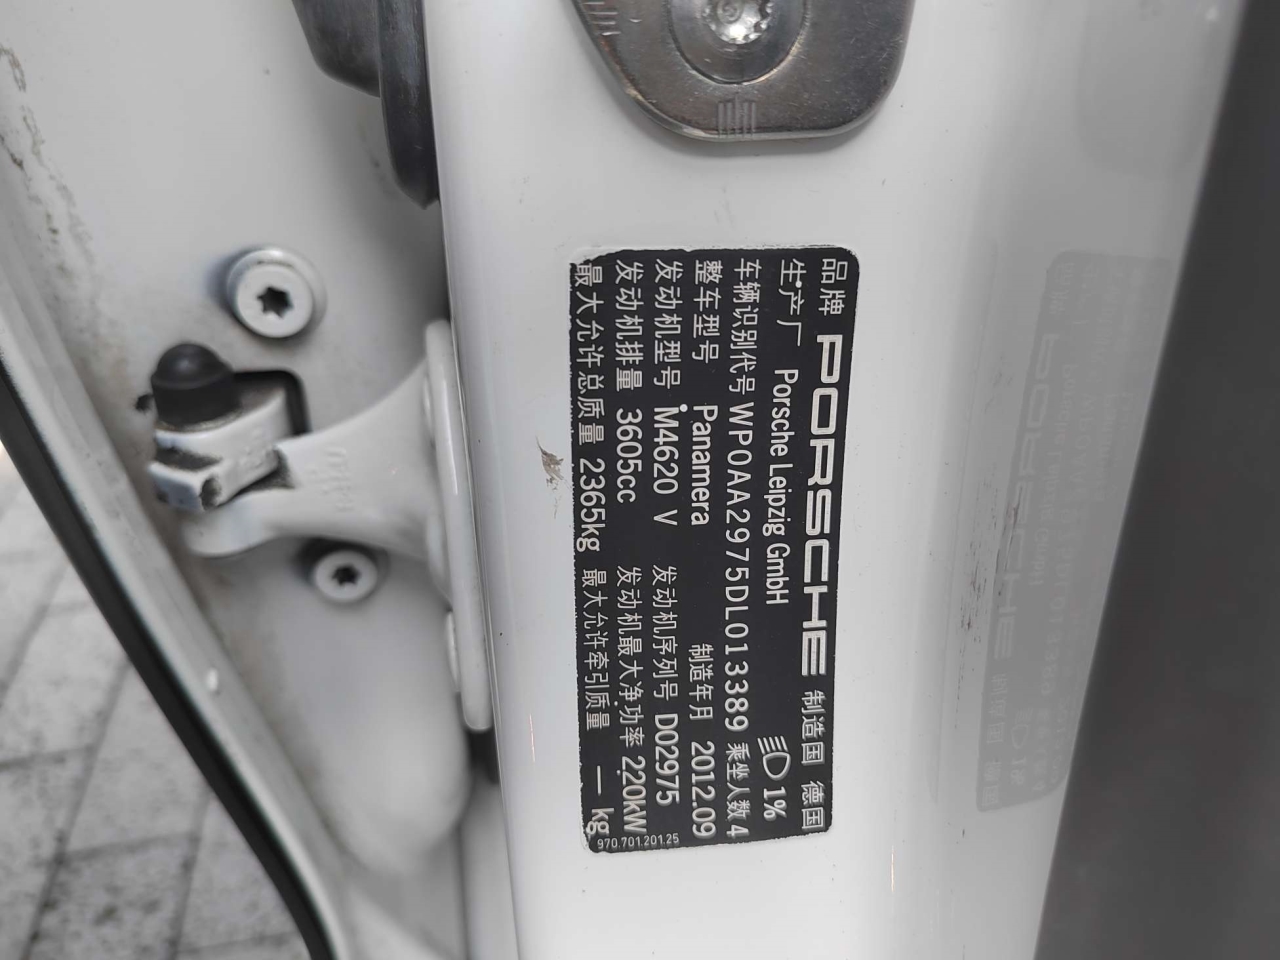 品牌 PORSCHE 制造国 德国
生产厂 Porsche Leipzig GmbH 1%
车辆识别代号 WP0AA2975DL013389 乘坐人数 4
整车型号 Panamera 制造年月 2012.09
发动机型号 M4620 V 发动机序列号 D02975
发动机排量 3605cc 发动机最大净功率 220kW
最大允许总质量 2365kg 最大允许牵引质量 — kg
970.701.201.25